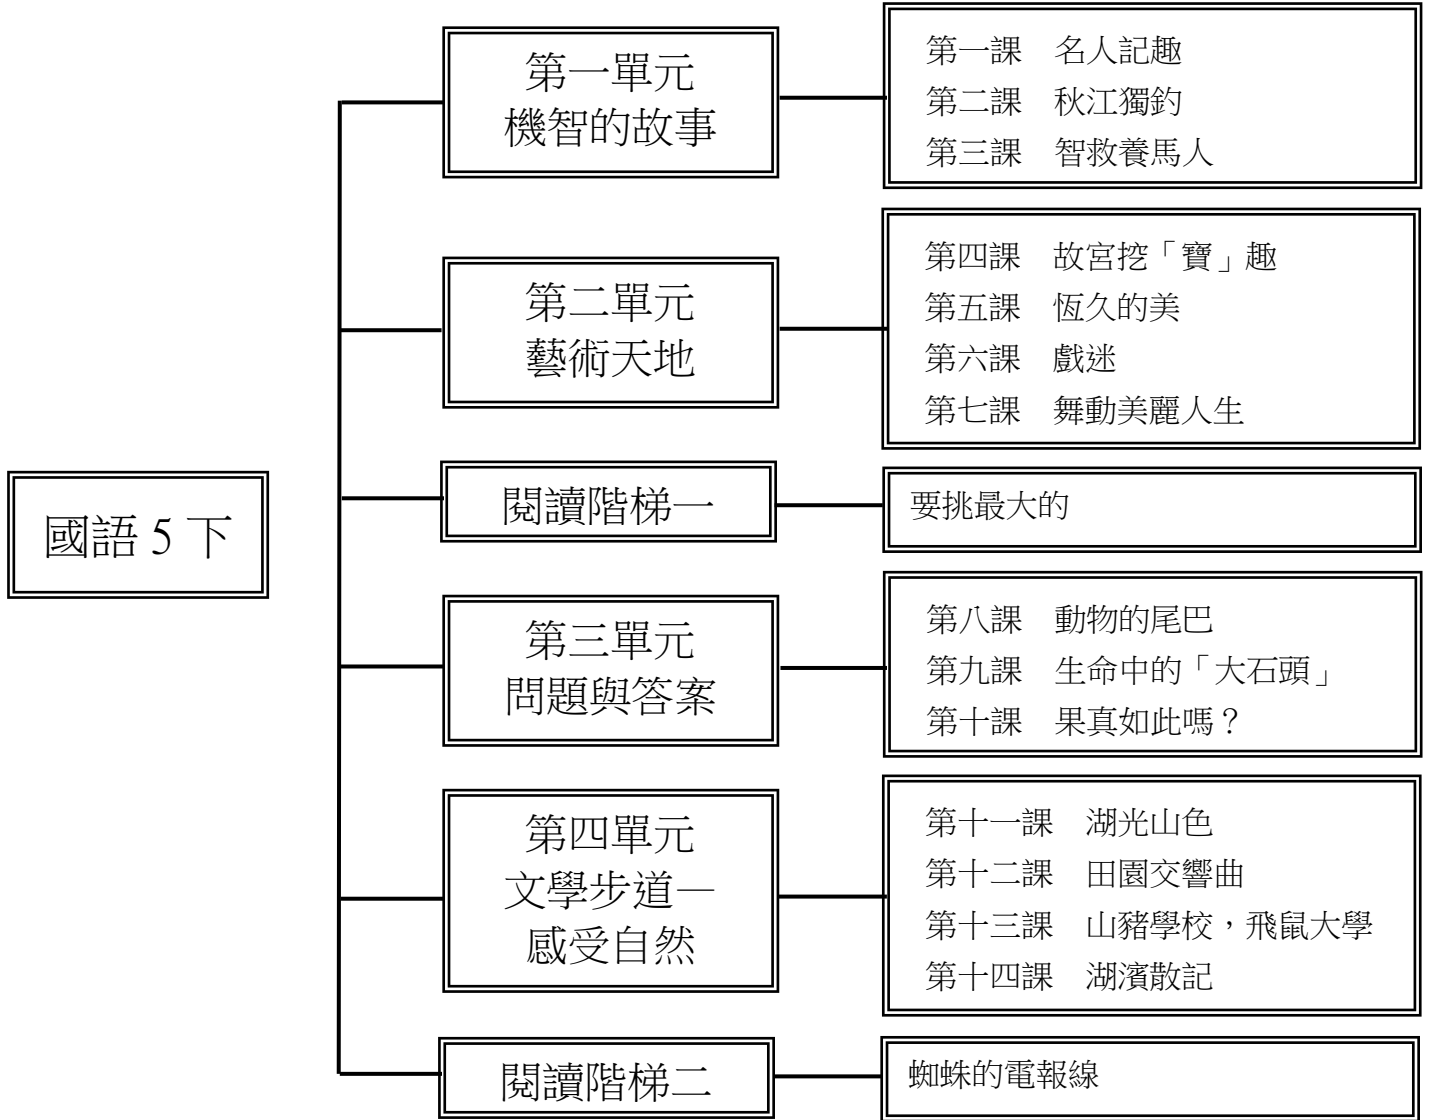 國語 5 下
第一單元
機智的故事
第一課　名人記趣
第二課　秋江獨釣
第三課　智救養馬人
第二單元
藝術天地
第四課　故宮挖「寶」趣
第五課　恆久的美
第六課　戲迷
第七課　舞動美麗人生
閱讀階梯一
要挑最大的
第三單元
問題與答案
第八課　動物的尾巴
第九課　生命中的「大石頭」
第十課　果真如此嗎？
第四單元
文學步道—
感受自然
第十一課　湖光山色
第十二課　田園交響曲
第十三課　山豬學校，飛鼠大學
第十四課　湖濱散記
閱讀階梯二
蜘蛛的電報線